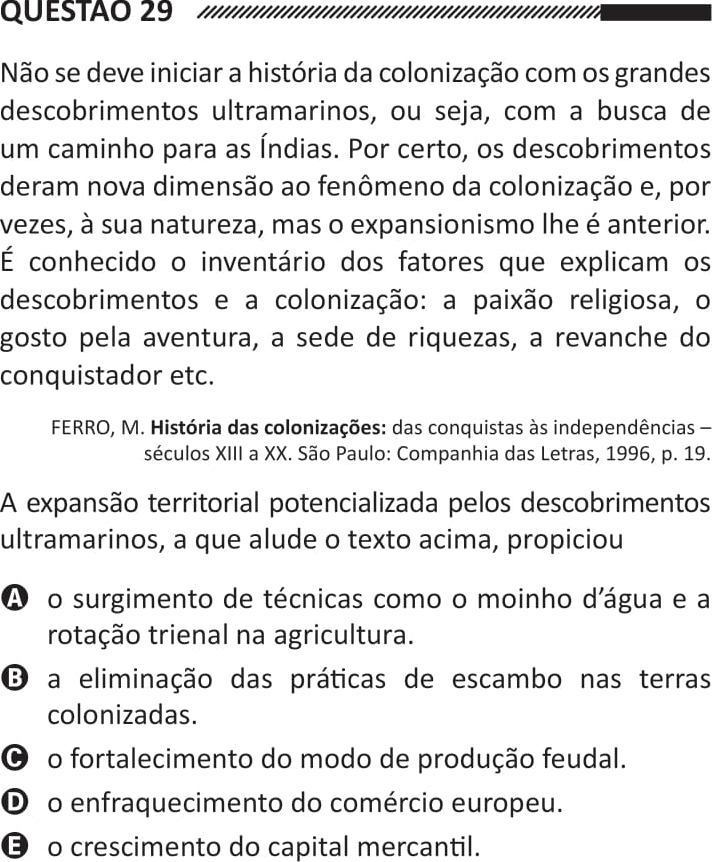 QUESTÃO 29
Não se deve iniciar a história da colonização com os grandes
descobrimentos ultramarinos, ou seja, com a busca de
um caminho para as Índias. Por certo, os descobrimentos
deram nova dimensão ao fenômeno da colonização e, por
vezes, à sua natureza, mas o expansionismo lhe é anterior.
É conhecido o inventário dos fatores que explicam os
descobrimentos e a colonização: a paixão religiosa, o
gosto pela aventura, a sede de riquezas, a revanche do
conquistador etc.
FERRO, M. História das colonizações: das conquistas às independências –
séculos XIII a XX. São Paulo: Companhia das Letras, 1996, p. 19.
A expansão territorial potencializada pelos descobrimentos
ultramarinos, a que alude o texto acima, propiciou
A o surgimento de técnicas como o moinho d’água e a
rotação trienal na agricultura.
B a eliminação das práticas de escambo nas terras
colonizadas.
C o fortalecimento do modo de produção feudal.
D o enfraquecimento do comércio europeu.
E o crescimento do capital mercantil.